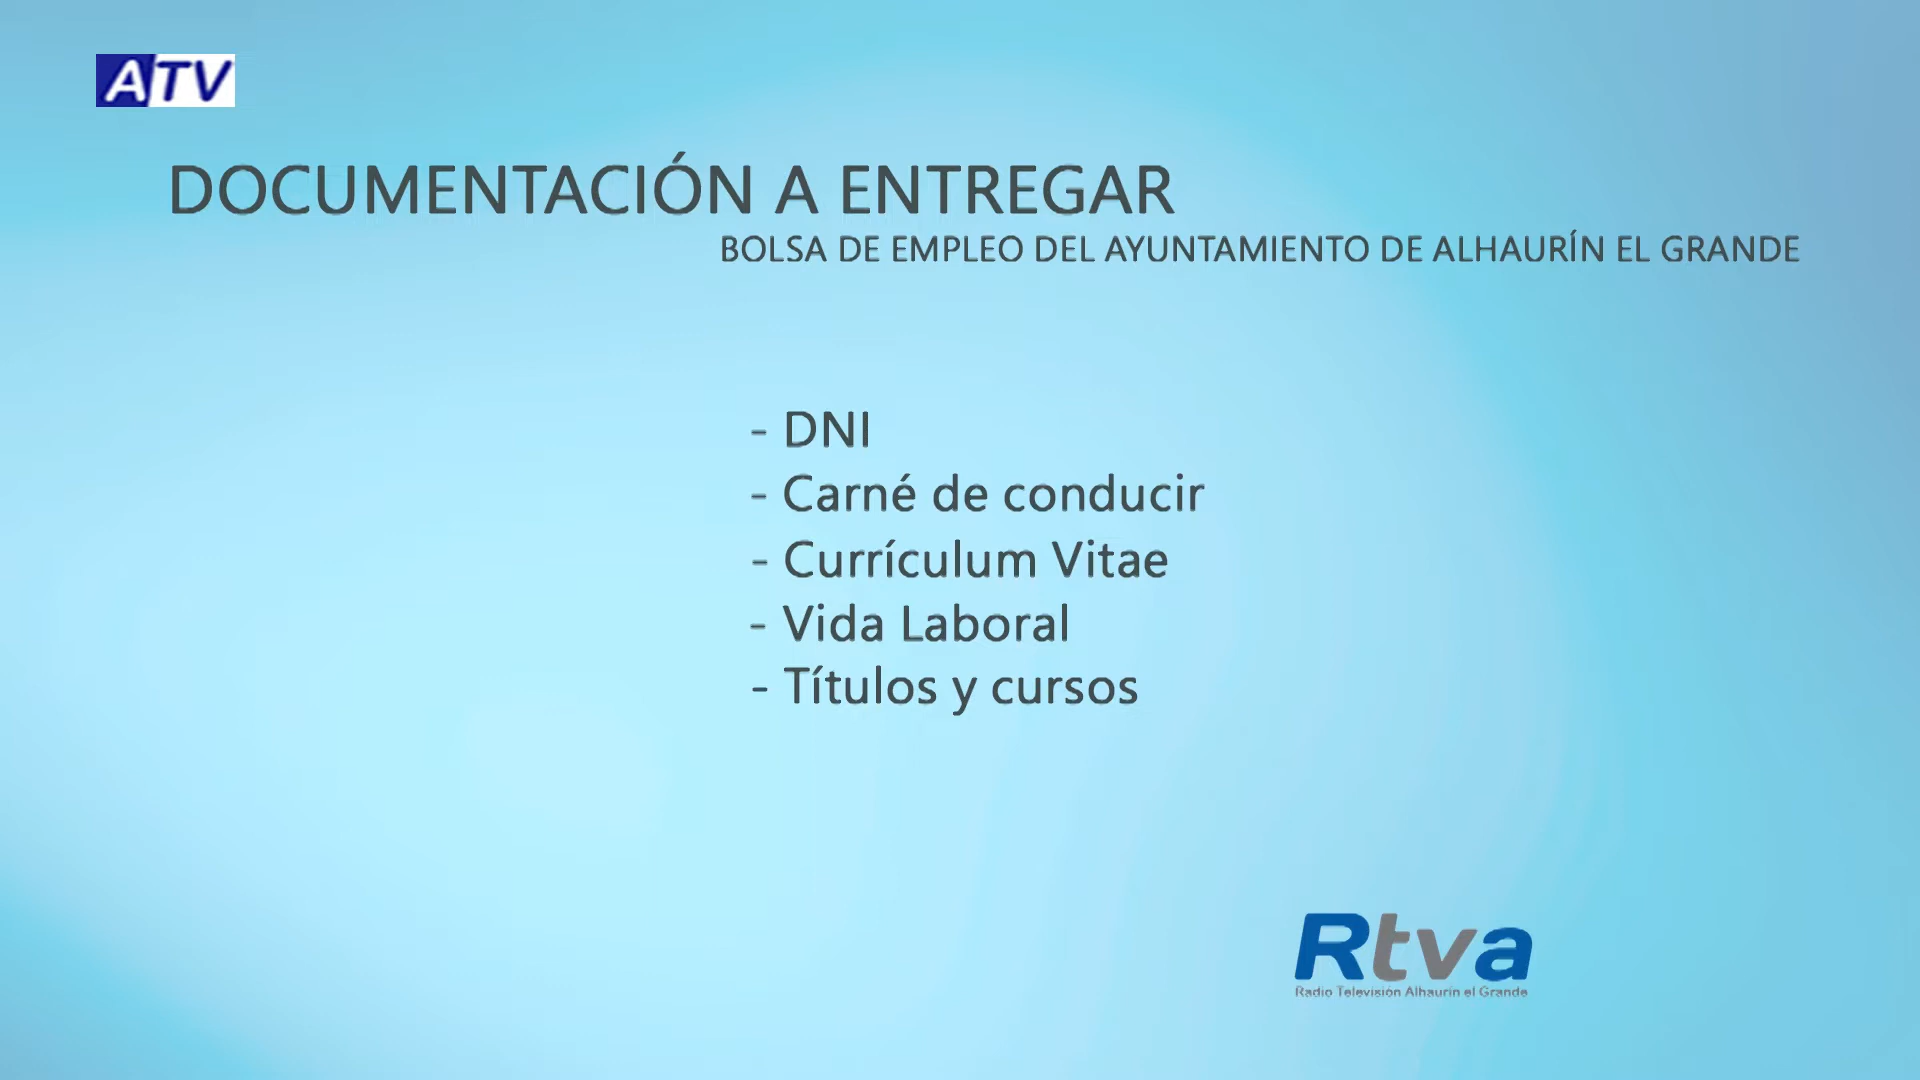 ATV
DOCUMENTACIÓN A ENTREGAR
BOLSA DE EMPLEO DEL AYUNTAMIENTO DE ALHAURÍN EL GRANDE
- DNI
- Carné de conducir
- Currículum Vitae
- Vida Laboral
- Títulos y cursos
Rtva
Radio Televisión Alhaurín el Grande